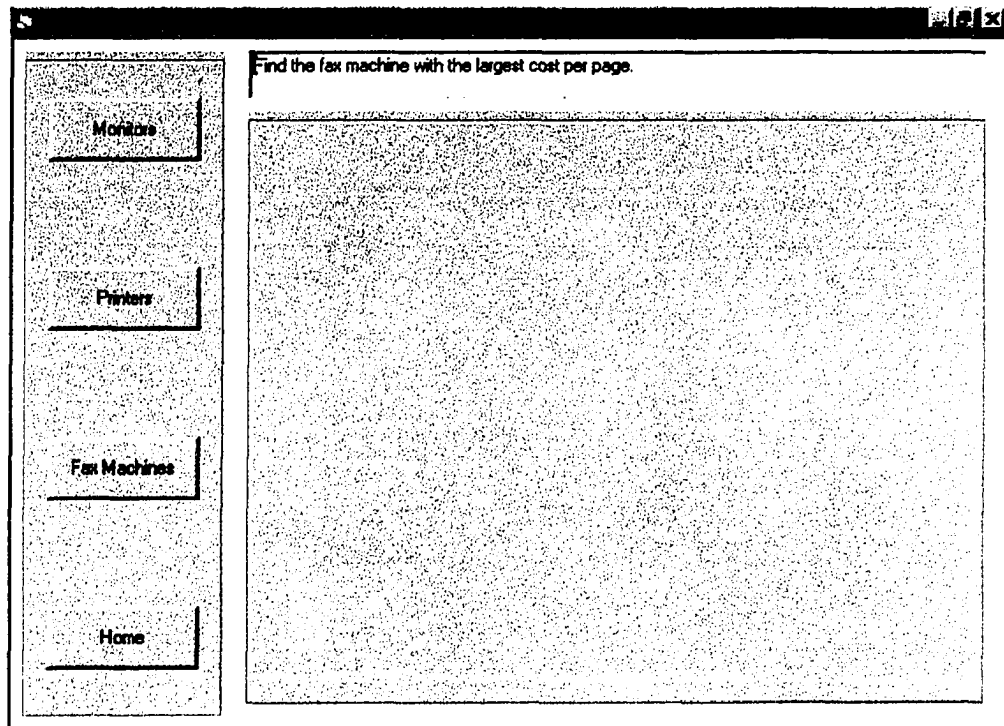 Find the fax machine with the largest cost per page.
Monitors
Printers
Fax Machines
Home